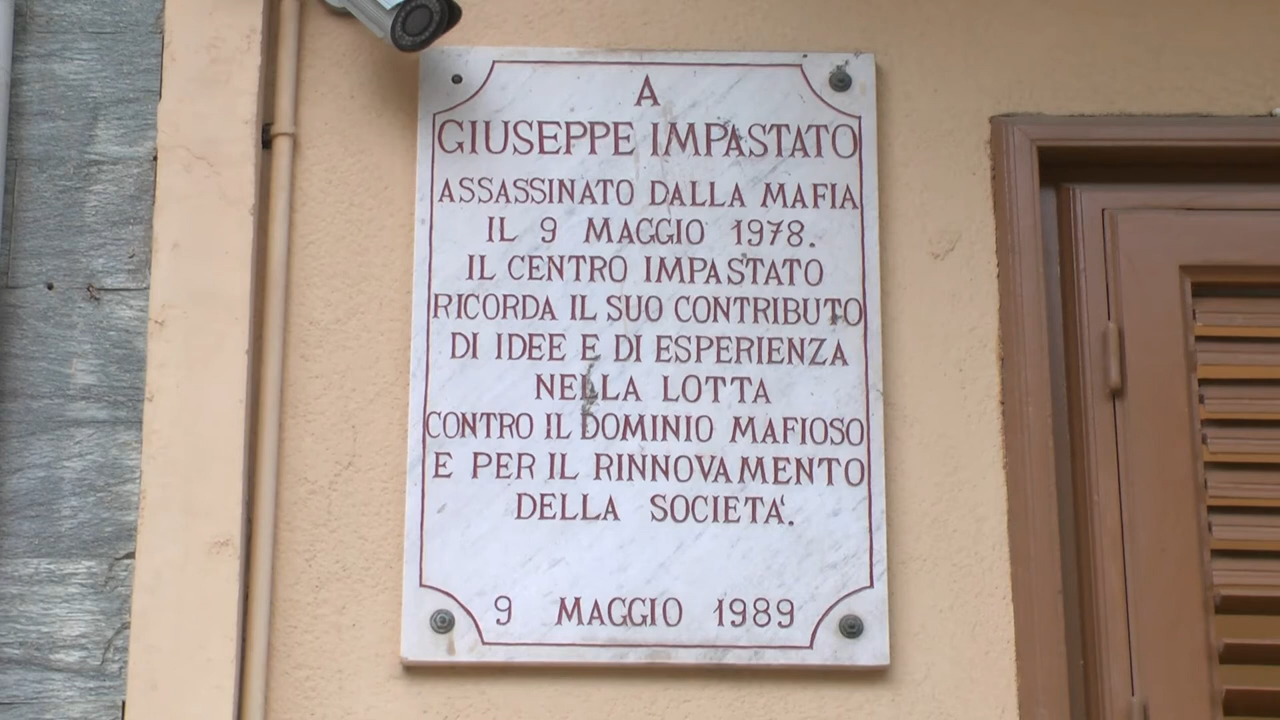 A
GIUSEPPE IMPASTATO
ASSASSINATO DALLA MAFIA
IL 9 MAGGIO 1978.
IL CENTRO IMPASTATO
RICORDA IL SUO CONTRIBUTO
DI IDEE E DI ESPERIENZA
NELLA LOTTA
CONTRO IL DOMINIO MAFIOSO
E PER IL RINNOVAMENTO
DELLA SOCIETA'.
9 MAGGIO 1989